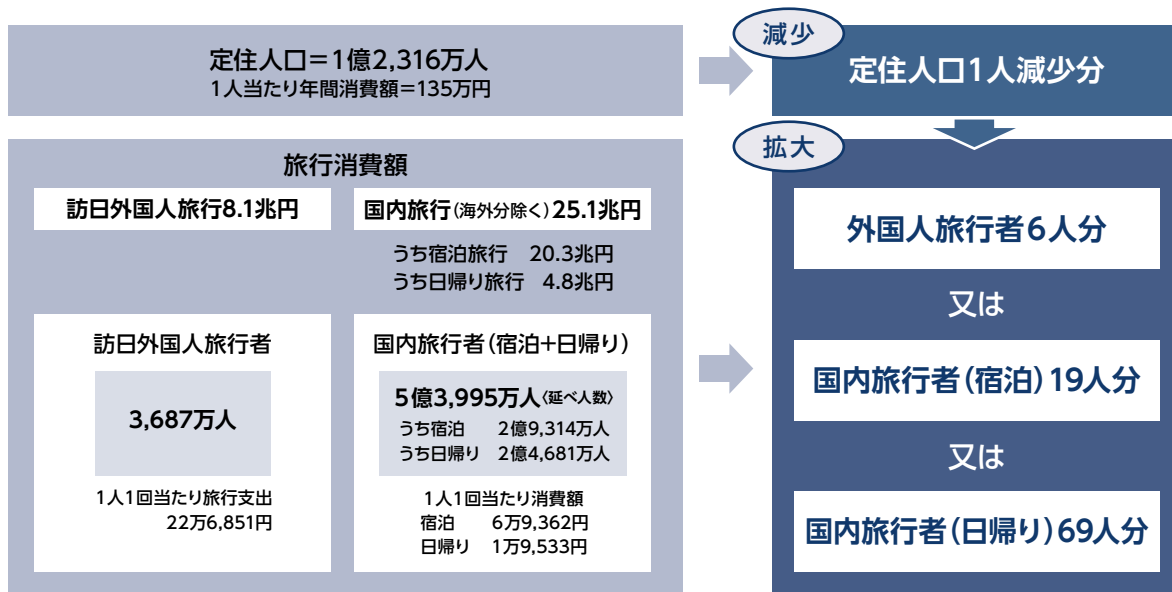 定住人口＝1億2,316万人
1人当たり年間消費額＝135万円
減少
定住人口1人減少分
旅行消費額
訪日外国人旅行8.1兆円
国内旅行(海外分除く)25.1兆円
うち宿泊旅行 20.3兆円
うち日帰り旅行 4.8兆円
訪日外国人旅行者
3,687万人
1人1回当たり旅行支出
22万6,851円
国内旅行者(宿泊＋日帰り)
5億3,995万人〈延べ人数〉
うち宿泊 2億9,314万人
うち日帰り 2億4,681万人
1人1回当たり消費額
宿泊 6万9,362円
日帰り 1万9,533円
拡大
外国人旅行者6人分
又は
国内旅行者(宿泊)19人分
又は
国内旅行者(日帰り)69人分